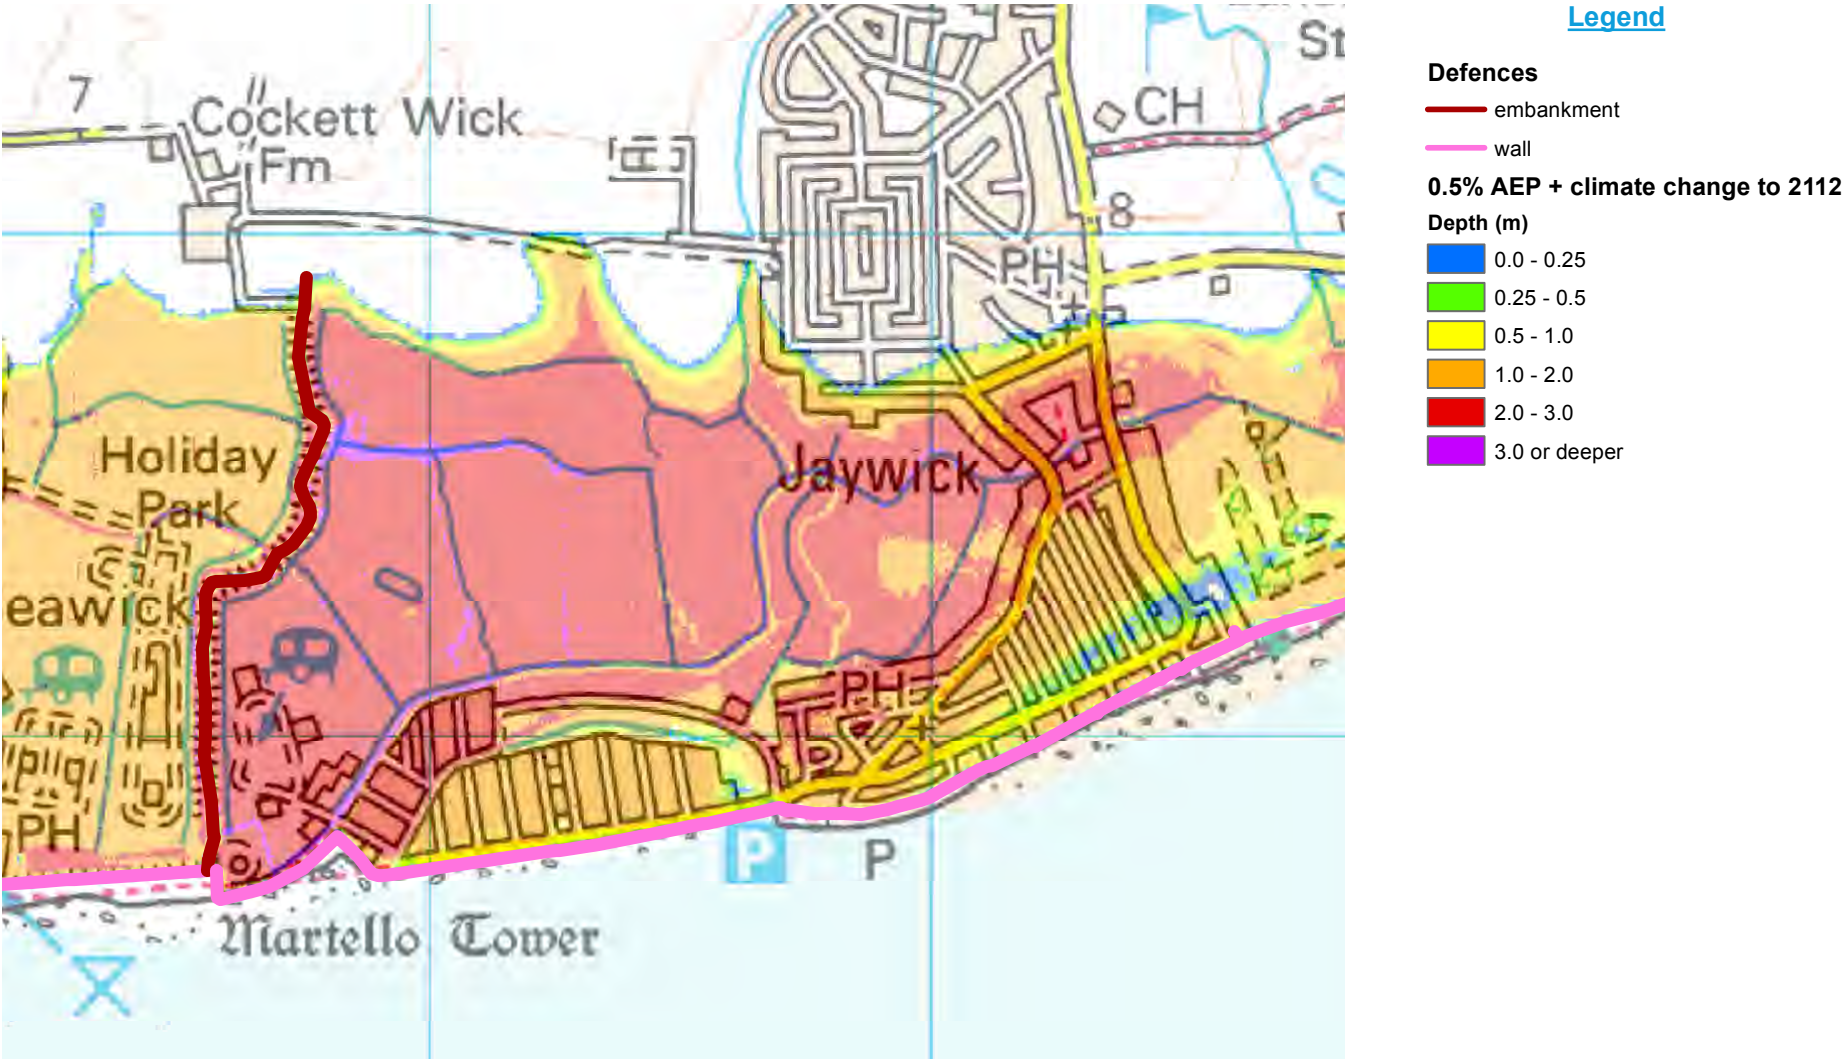 7
Cockett Wick
Fm
CH
St
8
PH
Holiday
Park
Jaywick
eawick
PH
PH
P
P
Martello Tower
Legend
Defences
embankment
wall
0.5% AEP + climate change to 2112
Depth (m)
0.0 - 0.25
0.25 - 0.5
0.5 - 1.0
1.0 - 2.0
2.0 - 3.0
3.0 or deeper